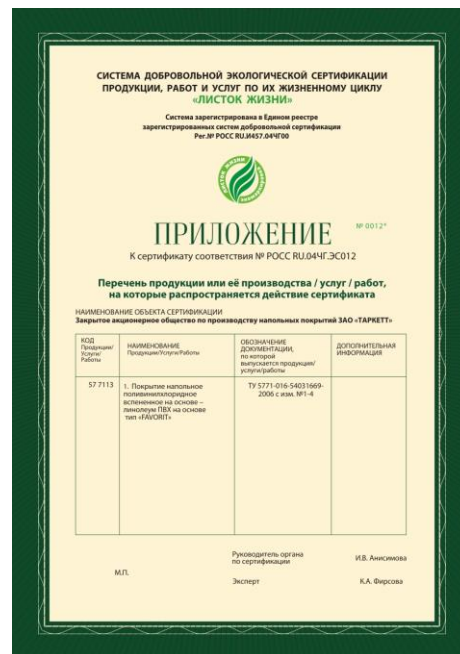 СИСТЕМА ДОБРОВОЛЬНОЙ ЭКОЛОГИЧЕСКОЙ СЕРТИФИКАЦИИ
ПРОДУКЦИИ, РАБОТ И УСЛУГ ПО ИХ ЖИЗНЕННОМУ ЦИКЛУ
«ЛИСТОК ЖИЗНИ»
Система зарегистрирована в Едином реестре
зарегистрированных систем добровольной сертификации
Рег.№ РОСС RU.И457.04ЧГ00
ЛИСТОК ЖИЗНИ
ПРИЛОЖЕНИЕ
№ 0012*
К сертификату соответствия № РОСС RU.04ЧГ.ЭС012
Перечень продукции или её производства / услуг / работ,
на которые распространяется действие сертификата
НАИМЕНОВАНИЕ ОБЪЕКТА СЕРТИФИКАЦИИ
Закрытое акционерное общество по производству напольных покрытий ЗАО «ТАРКЕТТ»
КОД
Продукции/
Услуги/
Работы
НАИМЕНОВАНИЕ
Продукции/Услуги/Работы
ОБОЗНАЧЕНИЕ
ДОКУМЕНТАЦИИ,
по которой
выпускается продукция/
услуги/работы
ДОПОЛНИТЕЛЬНАЯ
ИНФОРМАЦИЯ
57 7113
1. Покрытие напольное
поливинилхлоридное
вспененное на основе –
линолеум ПВХ на основе
тип «FAVORIT»
ТУ 5771-016-54031669-
2006 с изм. №1-4
Руководитель органа
по сертификации
И.В. Анисимова
М.П.
Эксперт
К.А. Фирсова